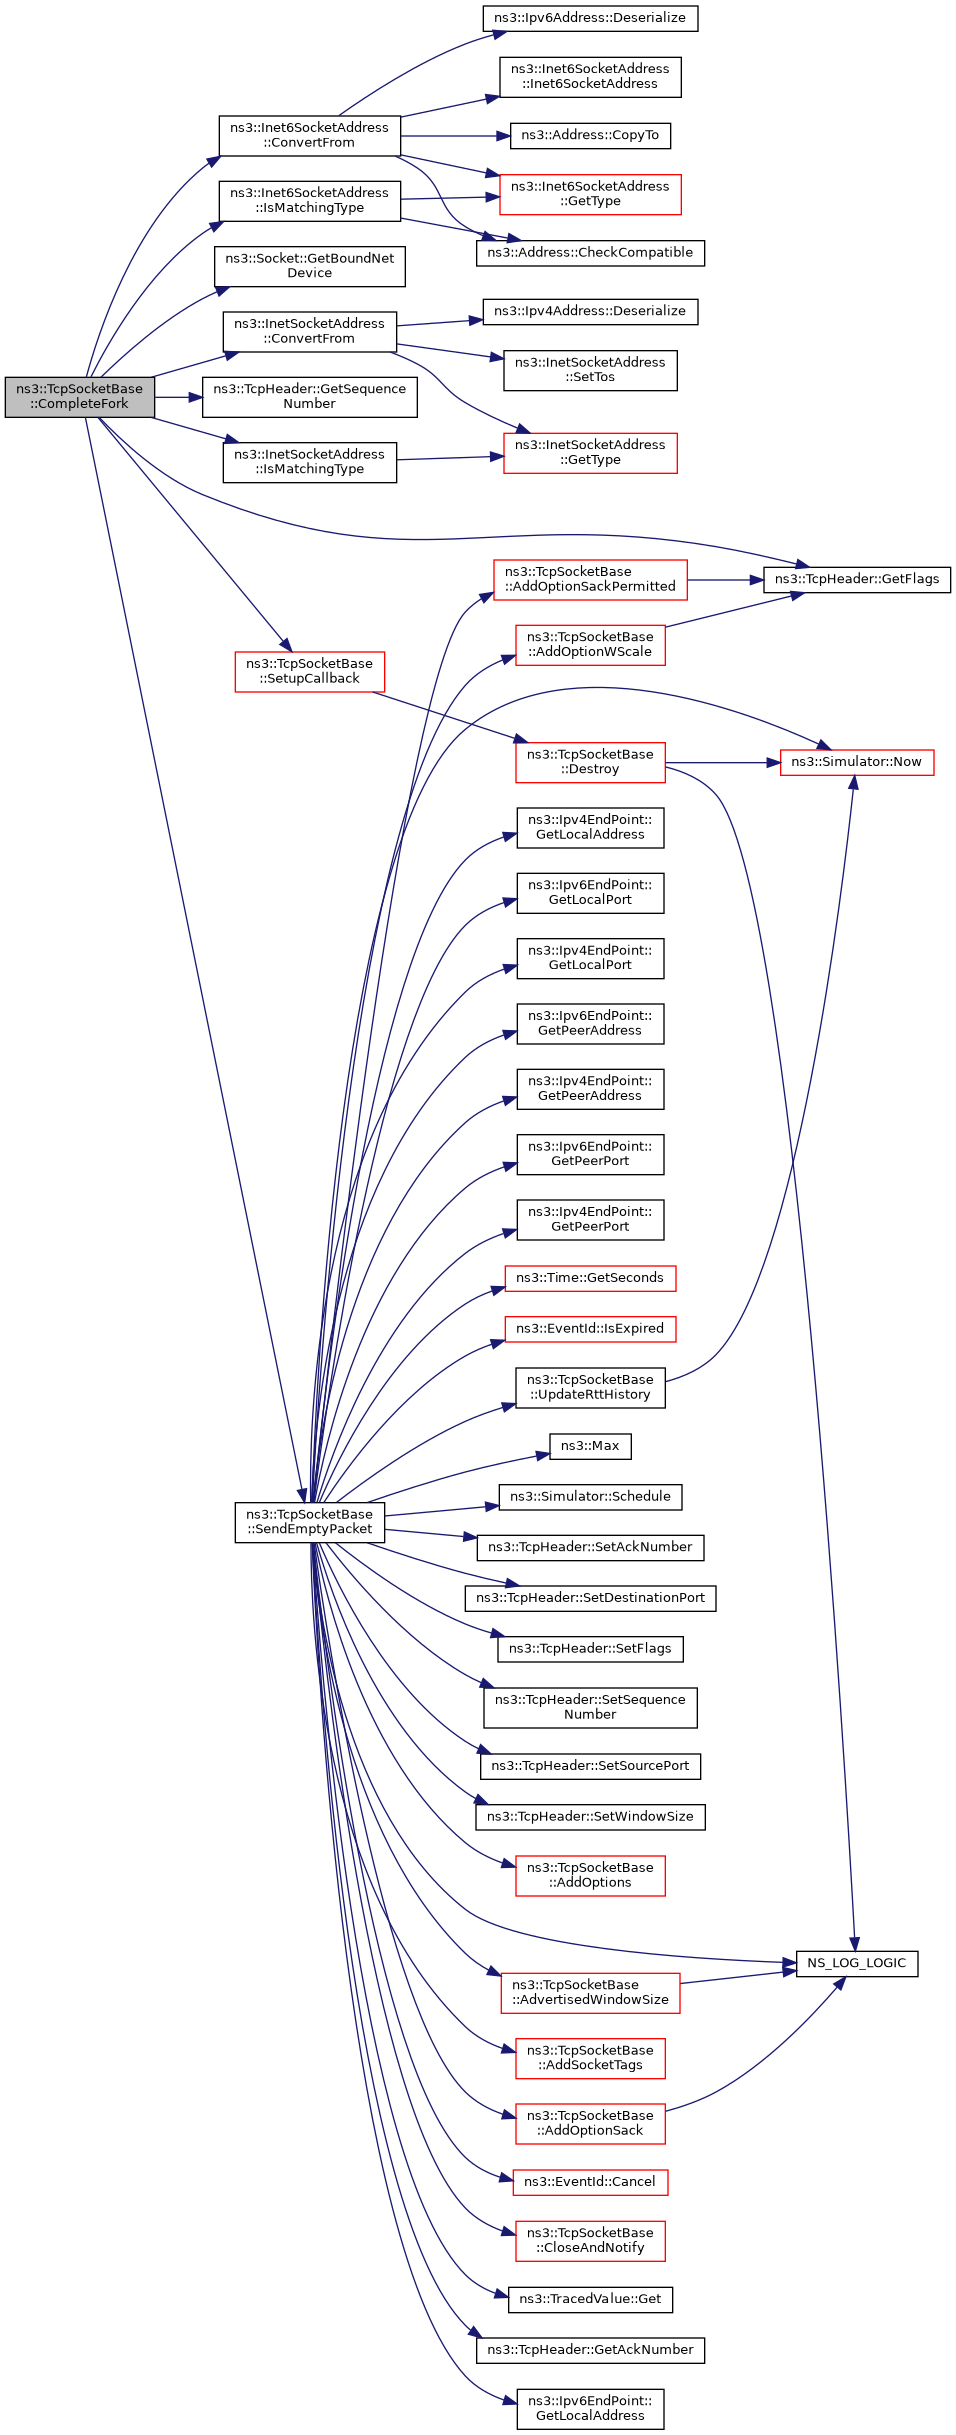 ns3::Ipv6Address::Deserialize
ns3::Inet6SocketAddress
::Inet6SocketAddress
ns3::Inet6SocketAddress
::ConvertFrom
ns3::Address::CopyTo
ns3::Inet6SocketAddress
::GetType
ns3::Inet6SocketAddress
::IsMatchingType
ns3::Address::CheckCompatible
ns3::Socket::GetBoundNet
Device
ns3::Ipv4Address::Deserialize
ns3::InetSocketAddress
::ConvertFrom
ns3::InetSocketAddress
::SetTos
ns3::TcpSocketBase
::CompleteFork
ns3::TcpHeader::GetSequence
Number
ns3::InetSocketAddress
::GetType
ns3::InetSocketAddress
::IsMatchingType
ns3::TcpHeader::GetFlags
ns3::TcpSocketBase
::AddOptionSackPermitted
ns3::TcpSocketBase
::AddOptionWScale
ns3::TcpSocketBase
::SetupCallback
ns3::TcpSocketBase
::Destroy
ns3::Simulator::Now
ns3::Ipv4EndPoint::
GetLocalAddress
ns3::Ipv6EndPoint::
GetLocalPort
ns3::Ipv4EndPoint::
GetLocalPort
ns3::Ipv6EndPoint::
GetPeerAddress
ns3::Ipv4EndPoint::
GetPeerAddress
ns3::Ipv6EndPoint::
GetPeerPort
ns3::Ipv4EndPoint::
GetPeerPort
ns3::Time::GetSeconds
ns3::EventId::IsExpired
ns3::TcpSocketBase
::UpdateRttHistory
ns3::Max
ns3::Simulator::Schedule
ns3::TcpSocketBase
::SendEmptyPacket
ns3::TcpHeader::SetAckNumber
ns3::TcpHeader::SetDestinationPort
ns3::TcpHeader::SetFlags
ns3::TcpHeader::SetSequence
Number
ns3::TcpHeader::SetSourcePort
ns3::TcpHeader::SetWindowSize
ns3::TcpSocketBase
::AddOptions
NS_LOG_LOGIC
ns3::TcpSocketBase
::AdvertisedWindowSize
ns3::TcpSocketBase
::AddSocketTags
ns3::TcpSocketBase
::AddOptionSack
ns3::EventId::Cancel
ns3::TcpSocketBase
::CloseAndNotify
ns3::TracedValue::Get
ns3::TcpHeader::GetAckNumber
ns3::Ipv6EndPoint::
GetLocalAddress